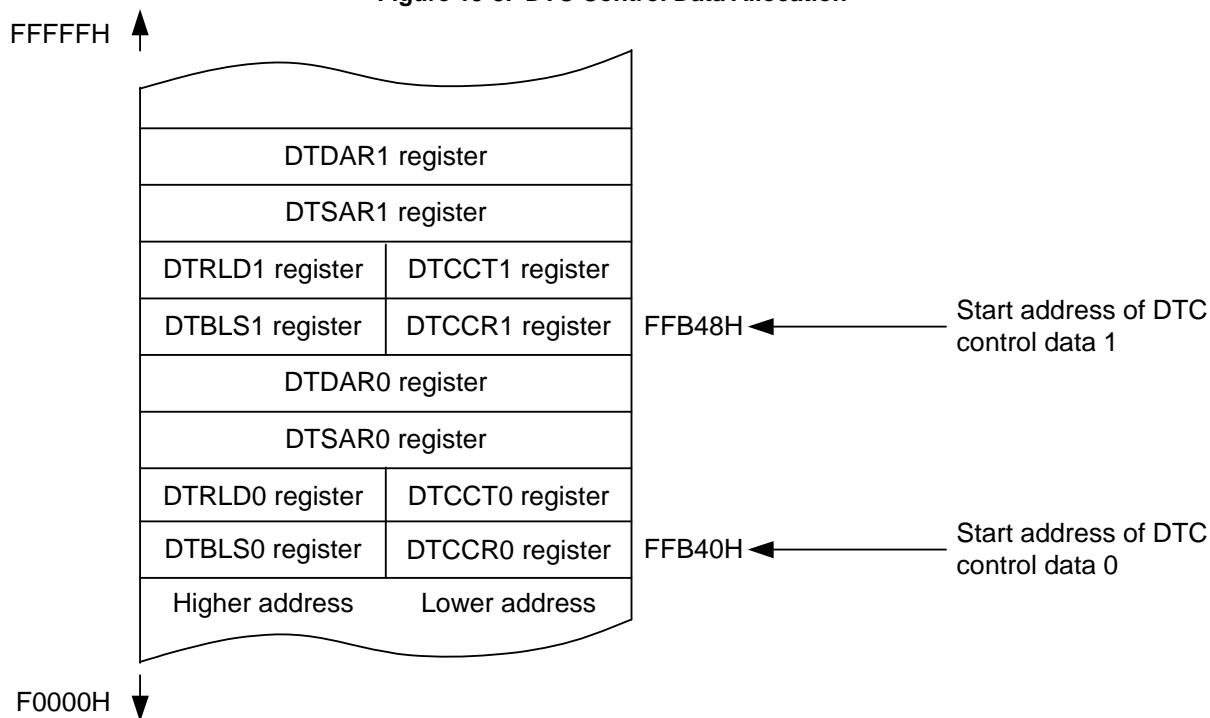 FFFFFH
DTDAR1 register
DTSAR1 register
DTRLD1 register DTCCT1 register
DTBLS1 register DTCCR1 register FFB48H Start address of DTC
control data 1
DTDAR0 register
DTSAR0 register
DTRLD0 register DTCCT0 register
DTBLS0 register DTCCR0 register FFB40H Start address of DTC
control data 0
Higher address Lower address
F0000H